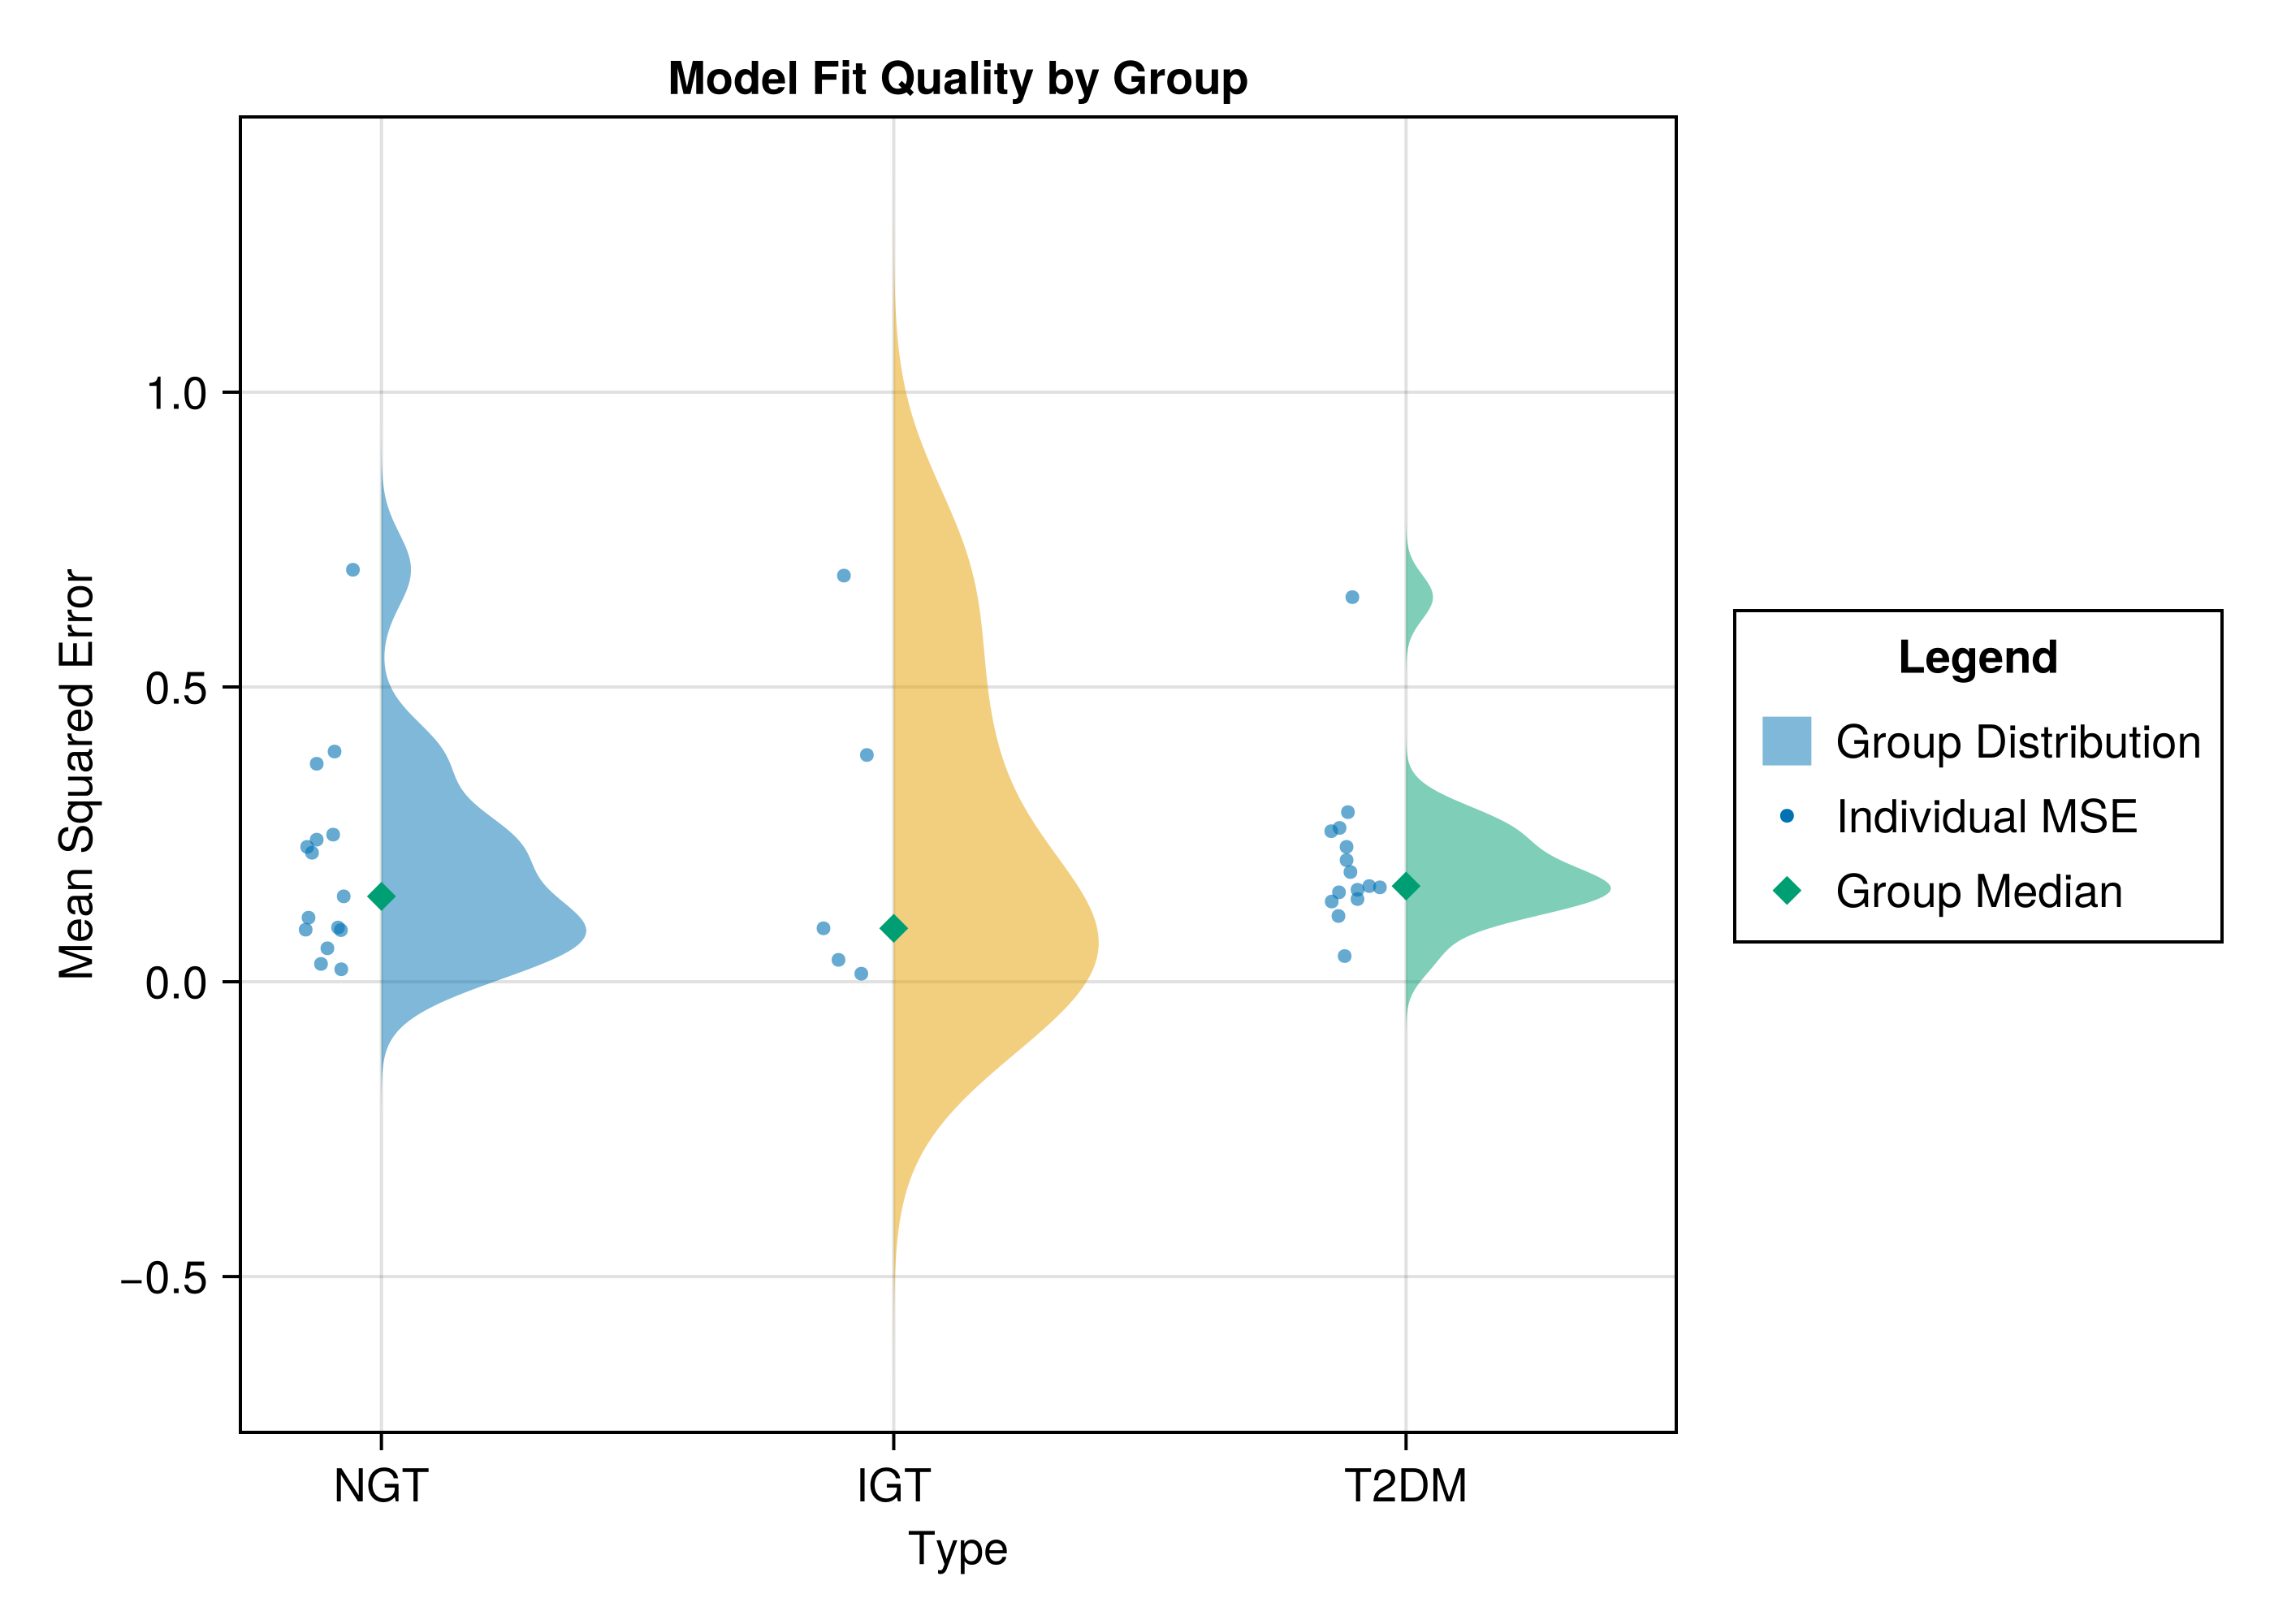 Model Fit Quality by Group
Mean Squared Error
1.0
0.5
0.0
−0.5
NGT
IGT
T2DM
Type
Legend
Group Distribution
Individual MSE
Group Median